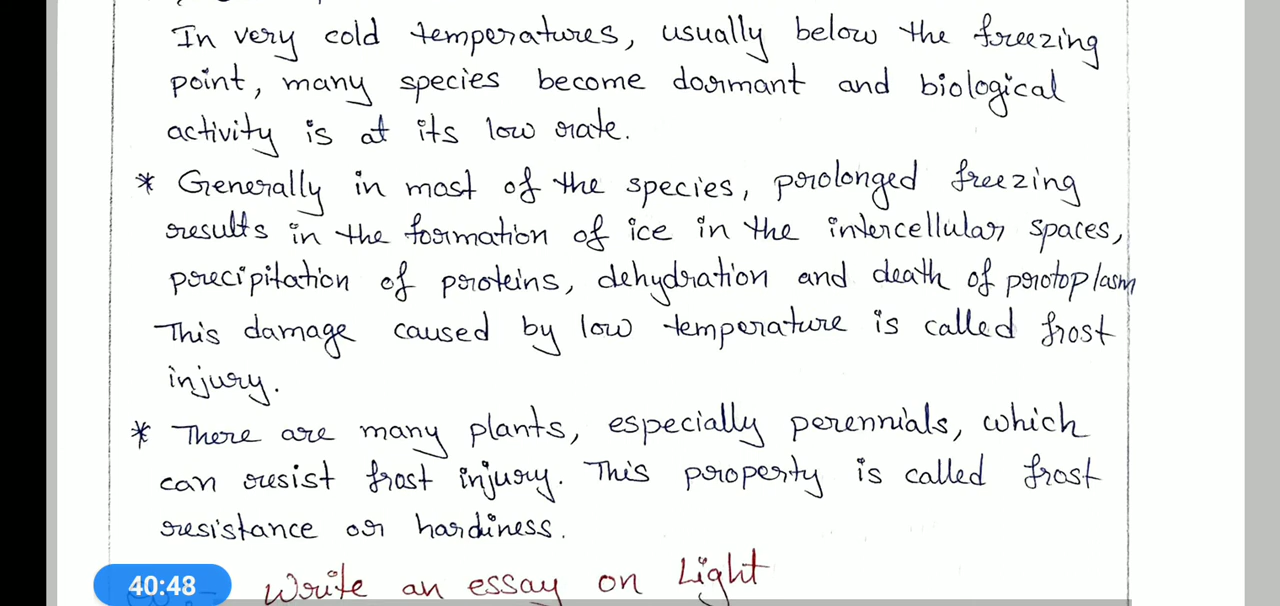 In very cold temperatures, usually below the freezing
point, many species become dormant and biological
activity is at its low rate.
* Generally in most of the species, prolonged freezing
results in the formation of ice in the intercellular spaces,
precipitation of proteins, dehydration and death of protoplasm
This damage caused by low temperature is called frost
injury.
* There are many plants, especially perennials, which
can resist frost injury. This property is called frost
resistance or hardiness.
40:48 Write an essay on Light